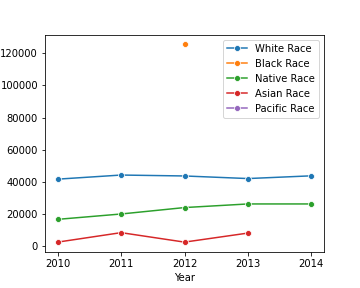 120000
100000
80000
60000
40000
20000
0
White Race
Black Race
Native Race
Asian Race
Pacific Race
2010 2011 2012 2013 2014
Year